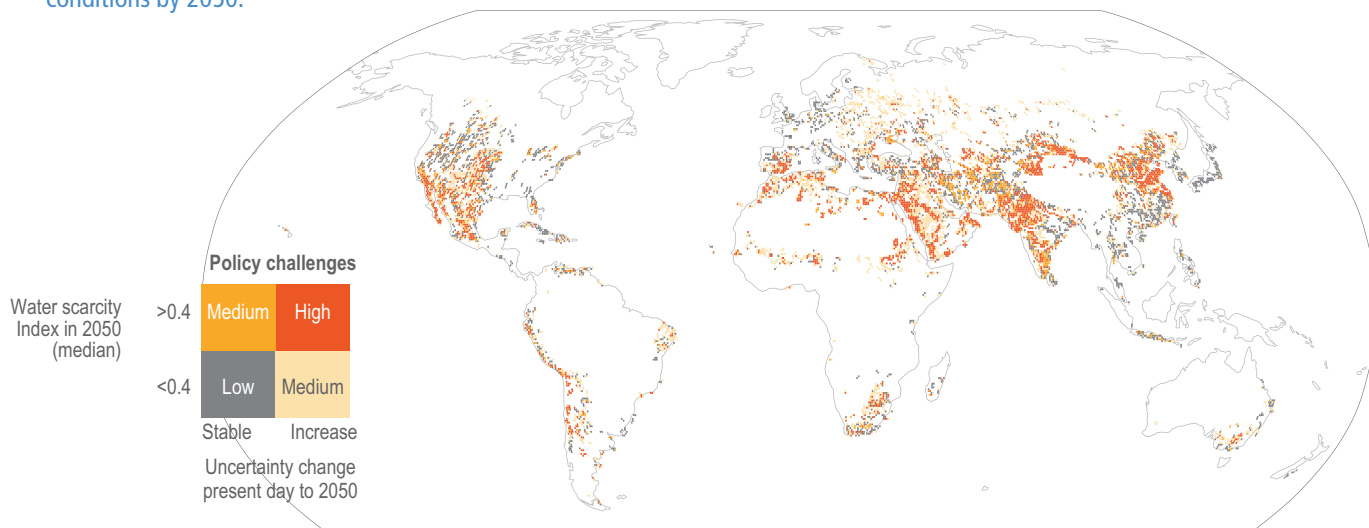 conditions by 2050.
Policy challenges
Water scarcity
Index in 2050
(median)
>0.4
Medium
High
<0.4
Low
Medium
Stable
Increase
Uncertainty change
present day to 2050